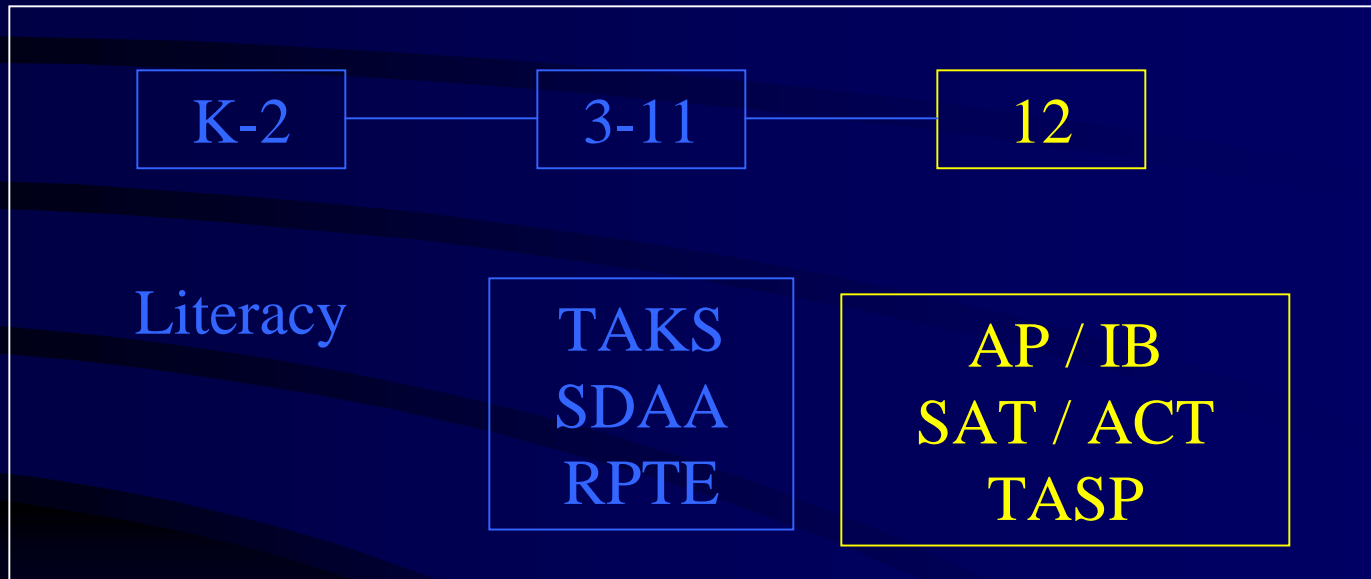 K-2
3-11
12
Literacy
TAKS
SDAA
RPTE
AP / IB
SAT / ACT
TASP